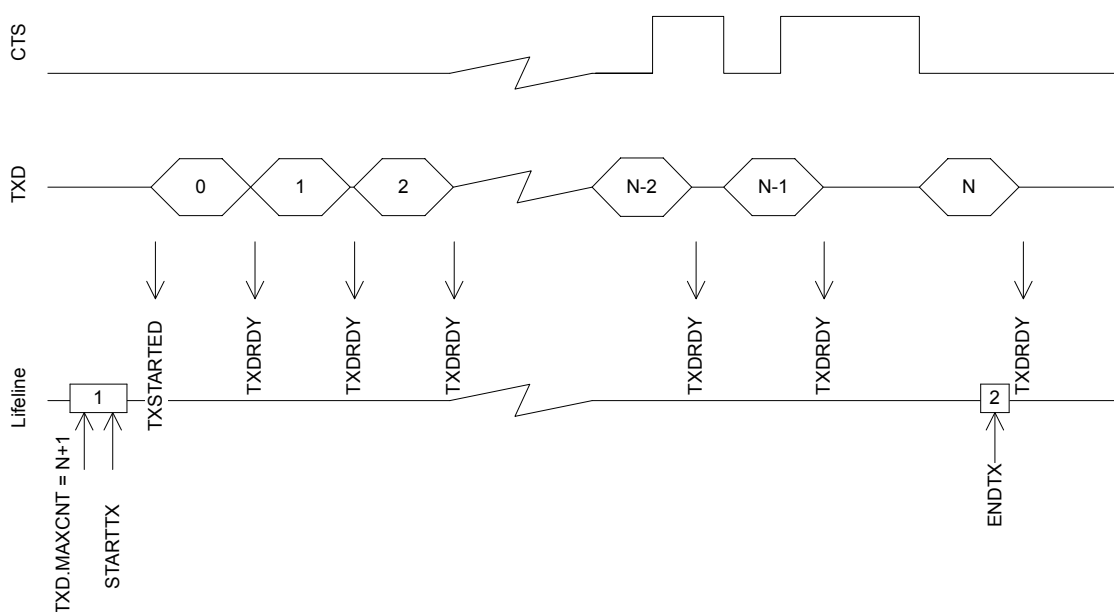 CTS
TXD
0
1
2
N-2
N-1
N
TXSTARTED
TXDRDY
TXDRDY
TXDRDY
TXDRDY
TXDRDY
TXDRDY
Lifeline
1
2
TXD.MAXCNT = N+1
STARTTX
ENDTX